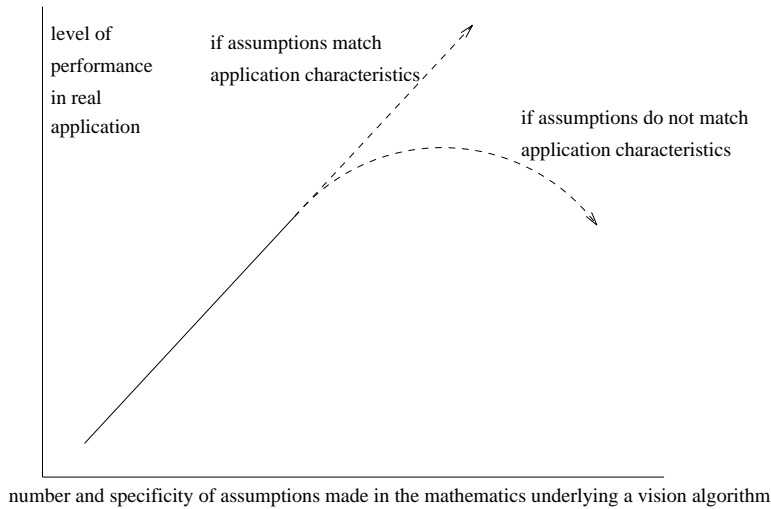 level of
performance
in real
application
if assumptions match
application characteristics
if assumptions do not match
application characteristics
number and specificity of assumptions made in the mathematics underlying a vision algorithm